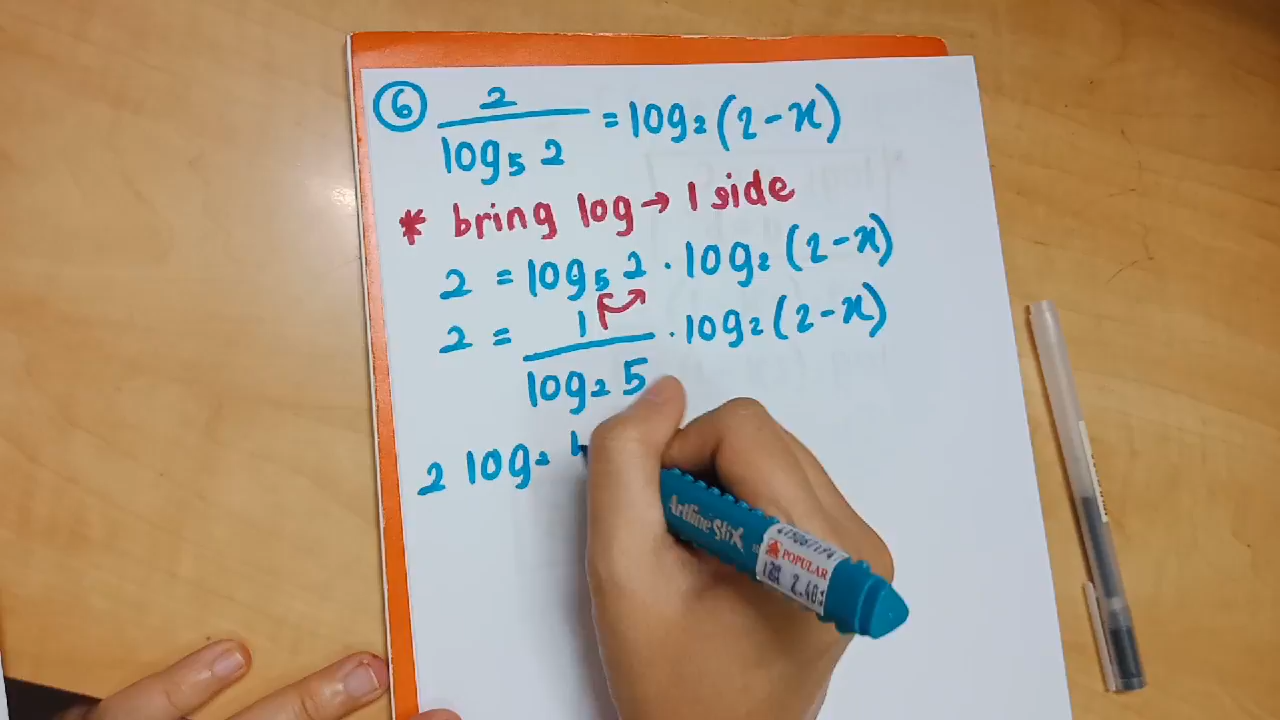 6 2/log₅ 2 = log₂ (2-x)
* bring log → 1 side
2 = log₅ 2 · log₂ (2-x)
2 = 1/log₂ 5 · log₂ (2-x)
2 log₂
Artline Stix
POPULAR